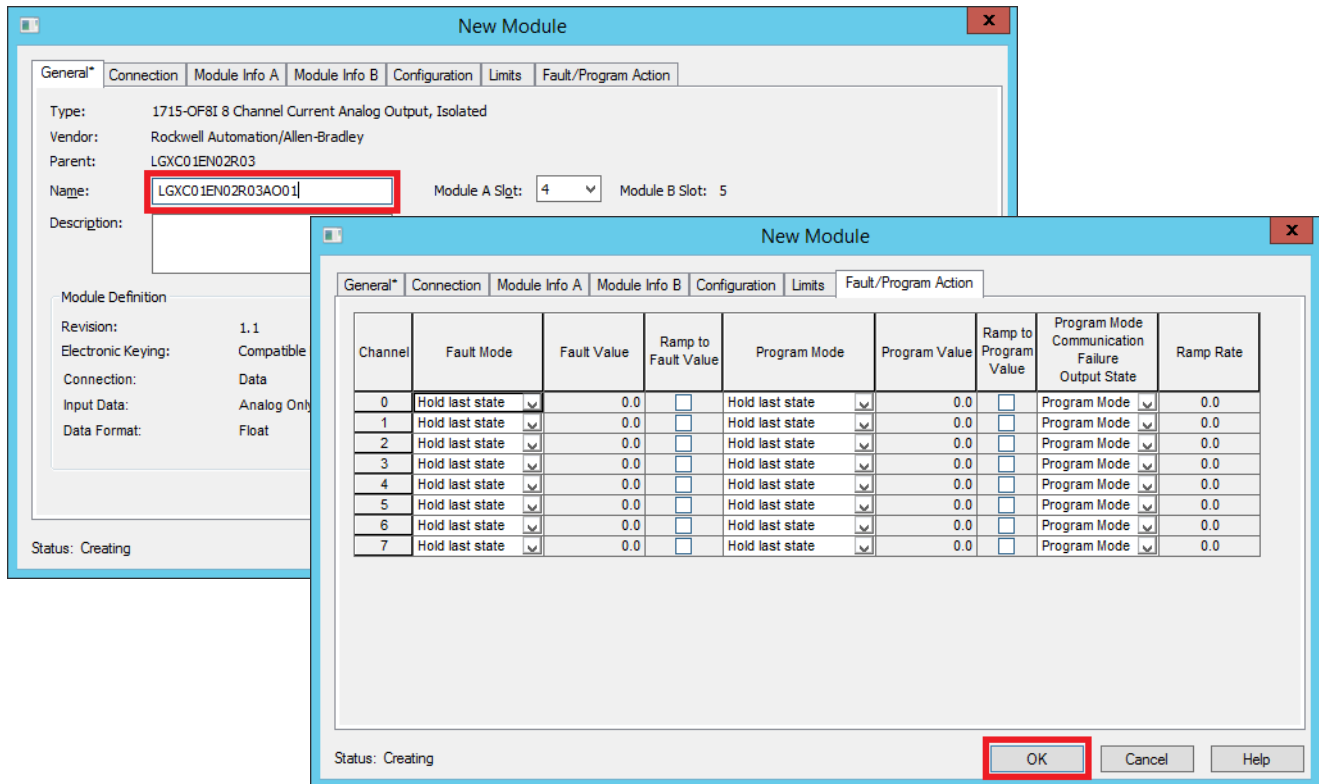 New Module
x
General* Connection Module Info A Module Info B Configuration Limits Fault/Program Action
Type: 1715-OF8I 8 Channel Current Analog Output, Isolated
Vendor: Rockwell Automation/Allen-Bradley
Parent: LGXC01EN02R03
Name: LGXC01EN02R03AO01 Module A Slot: 4 Module B Slot: 5
Description:
Module Definition
Revision: 1.1
Electronic Keying: Compatible
Connection: Data
Input Data: Analog Only
Data Format: Float
Status: Creating
New Module
x
General* Connection Module Info A Module Info B Configuration Limits Fault/Program Action
Channel Fault Mode Fault Value Ramp to Fault Value Program Mode Program Value Ramp to Program Value Program Mode Communication Failure Output State Ramp Rate
0 Hold last state 0.0 Hold last state 0.0 Program Mode 0.0
1 Hold last state 0.0 Hold last state 0.0 Program Mode 0.0
2 Hold last state 0.0 Hold last state 0.0 Program Mode 0.0
3 Hold last state 0.0 Hold last state 0.0 Program Mode 0.0
4 Hold last state 0.0 Hold last state 0.0 Program Mode 0.0
5 Hold last state 0.0 Hold last state 0.0 Program Mode 0.0
6 Hold last state 0.0 Hold last state 0.0 Program Mode 0.0
7 Hold last state 0.0 Hold last state 0.0 Program Mode 0.0
Status: Creating
OK Cancel Help